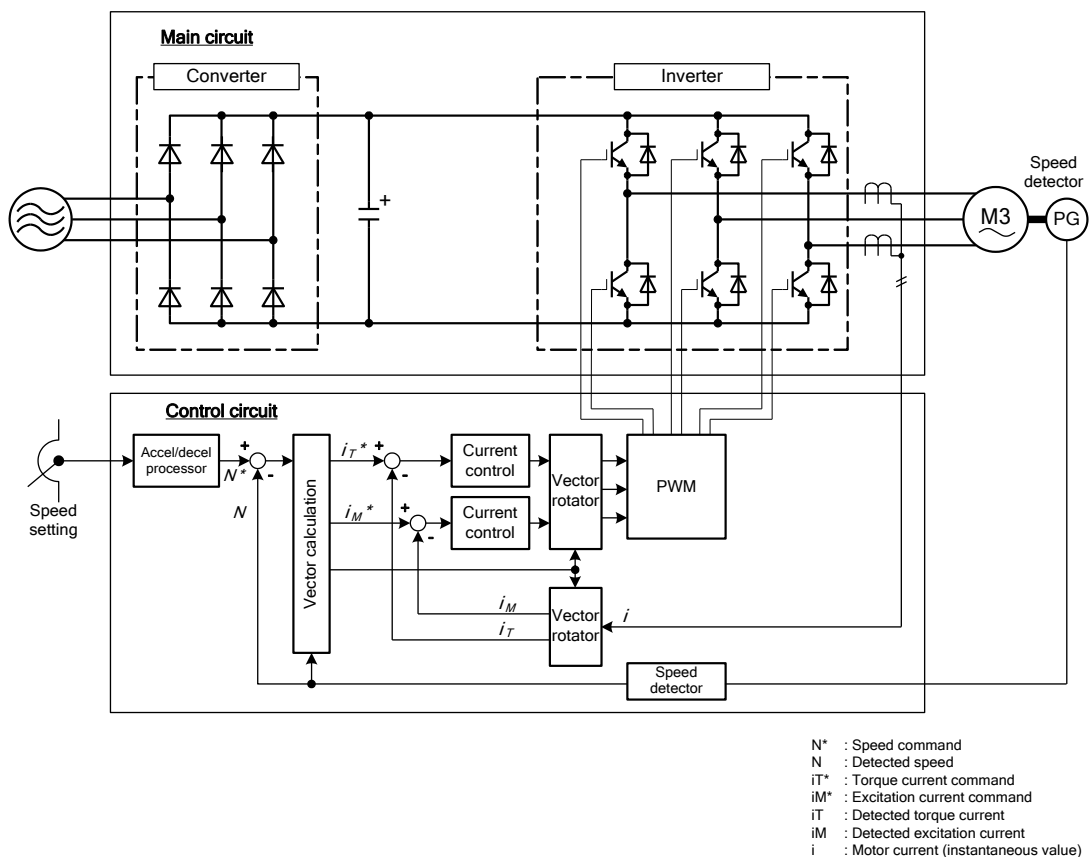 Main circuit
Converter
Inverter
Speed
detector
+
M3
PG
Control circuit
Accel/decel
processor
Speed
setting
+
-
N*
N
Vector calculation
iT*
+
-
iM*
+
-
Current
control
Current
control
Vector
rotator
PWM
iM
iT
Vector
rotator
i
Speed
detector
N* : Speed command
N : Detected speed
iT* : Torque current command
iM* : Excitation current command
iT : Detected torque current
iM : Detected excitation current
i : Motor current (instantaneous value)